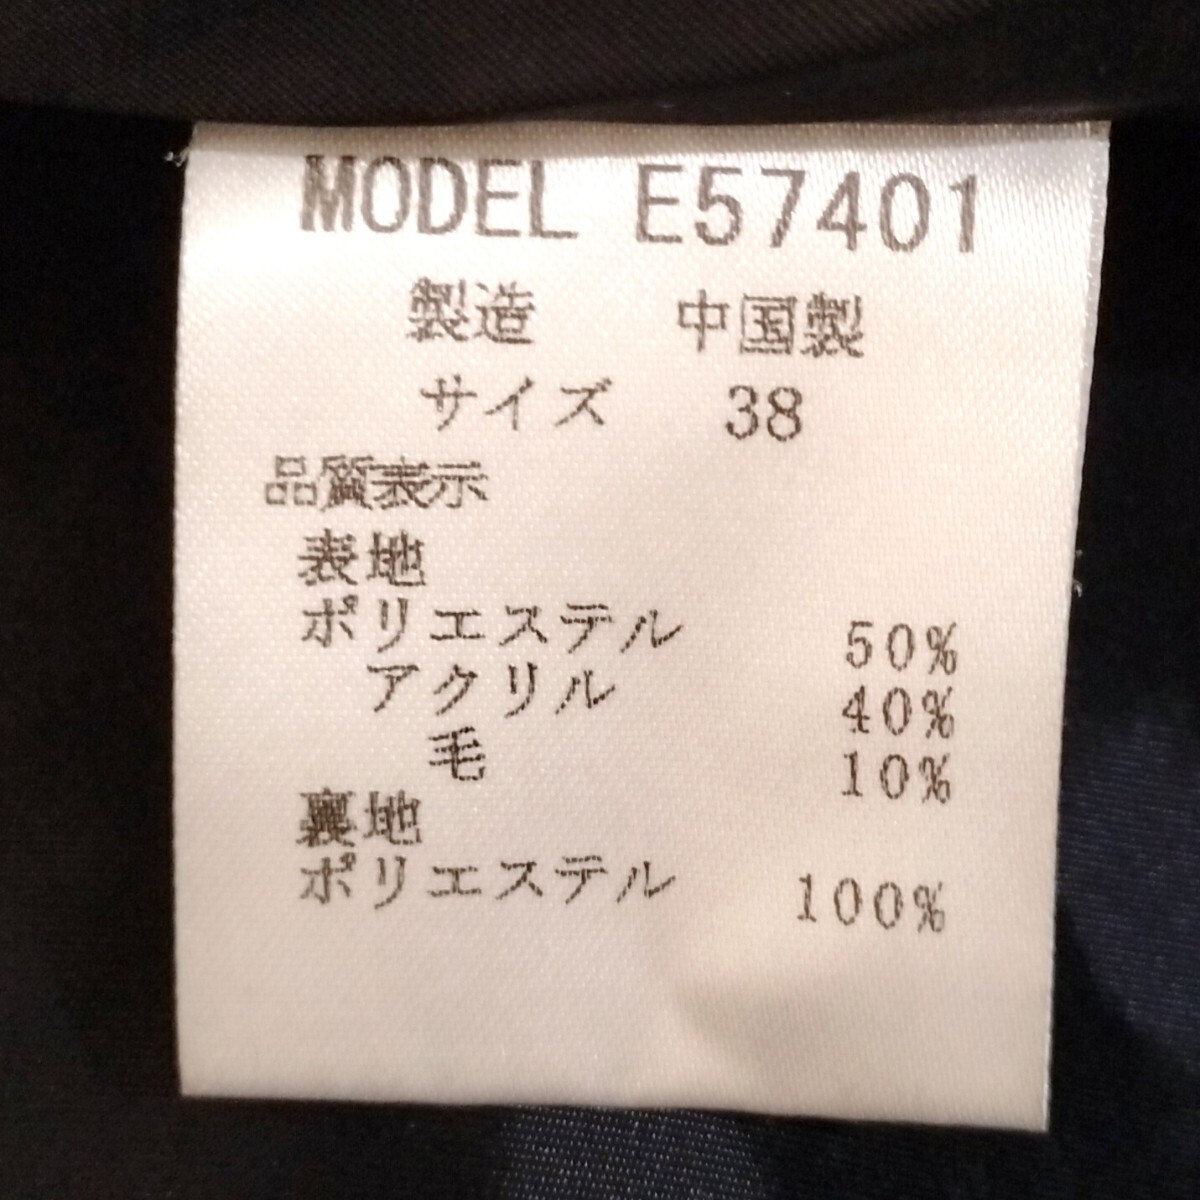 MODEL E57401
製造 中国製
サイズ 38
品質表示
表地
ポリエステル 50%
アクリル 40%
毛 10%
裏地
ポリエステル 100%